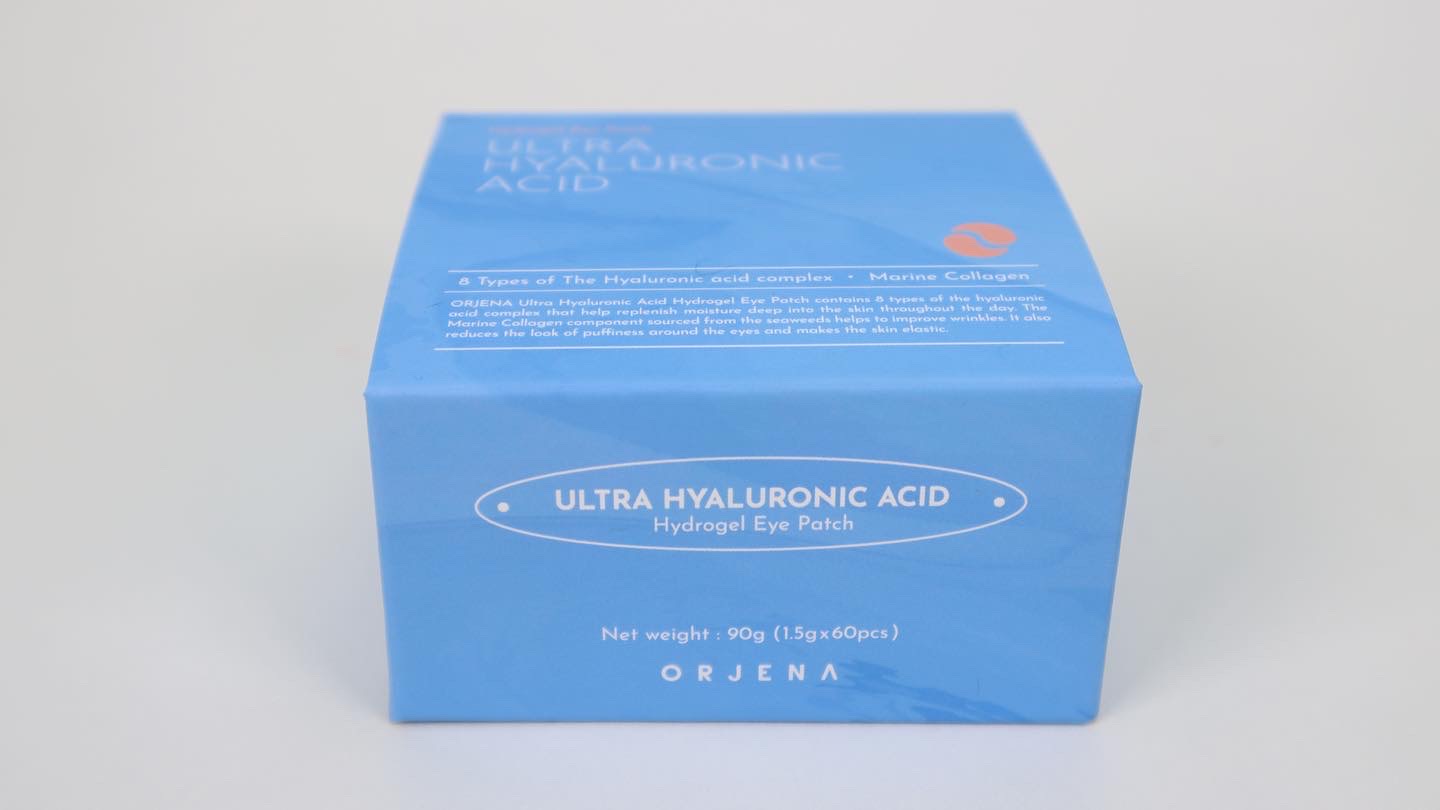 Hydrogel Eye Patch
ULTRA
HYALURONIC
ACID
8 Types of The Hyaluronic acid complex • Marine Collagen
ORJENA Ultra Hyaluronic Acid Hydrogel Eye Patch contains 8 types of the hyaluronic
acid complex that help replenish moisture deep into the skin throughout the day. The
Marine Collagen component sourced from the seaweeds helps to improve wrinkles. It also
reduces the look of puffiness around the eyes and makes the skin elastic.
ULTRA HYALURONIC ACID
Hydrogel Eye Patch
Net weight : 90g (1.5gx60pcs)
ORJENA